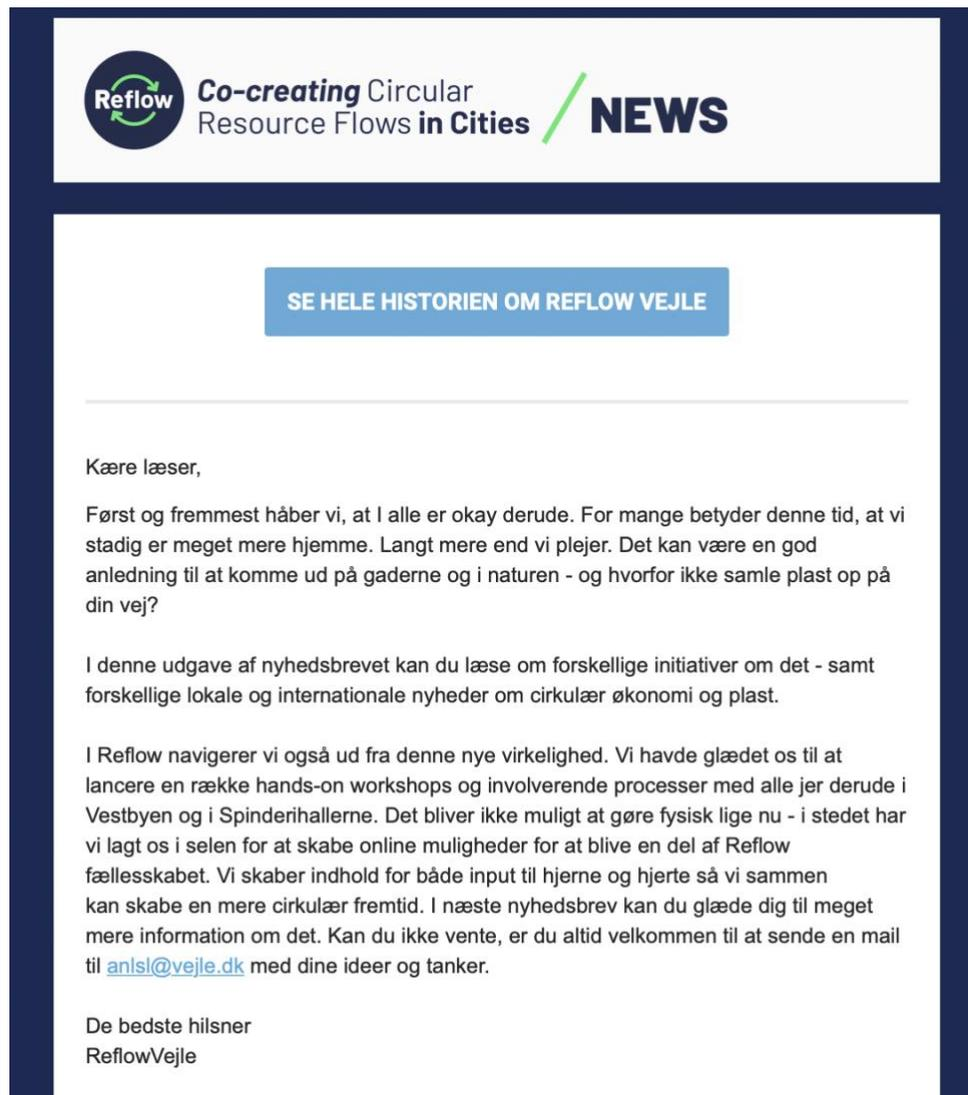 Reflow
Co-creating Circular
Resource Flows in Cities
NEWS
SE HELE HISTORIEN OM REFLOW VEJLE
Kære læser,
Først og fremmest håber vi, at I alle er okay derude. For mange betyder denne tid, at vi
stadig er meget mere hjemme. Langt mere end vi plejer. Det kan være en god
anledning til at komme ud på gaderne og i naturen - og hvorfor ikke samle plast op på
din vej?
I denne udgave af nyhedsbrevet kan du læse om forskellige initiativer om det - samt
forskellige lokale og internationale nyheder om cirkulær økonomi og plast.
I Reflow navigerer vi også ud fra denne nye virkelighed. Vi havde glædet os til at
lancere en række hands-on workshops og involverende processer med alle jer derude i
Vestbyen og i Spinderihallerne. Det bliver ikke muligt at gøre fysisk lige nu - i stedet har
vi lagt os i selen for at skabe online muligheder for at blive en del af Reflow
fællesskabet. Vi skaber indhold for både input til hjerne og hjerte så vi sammen
kan skabe en mere cirkulær fremtid. I næste nyhedsbrev kan du glæde dig til meget
mere information om det. Kan du ikke vente, er du altid velkommen til at sende en mail
til anlsl@vejle.dk med dine ideer og tanker.
De bedste hilsner
ReflowVejle